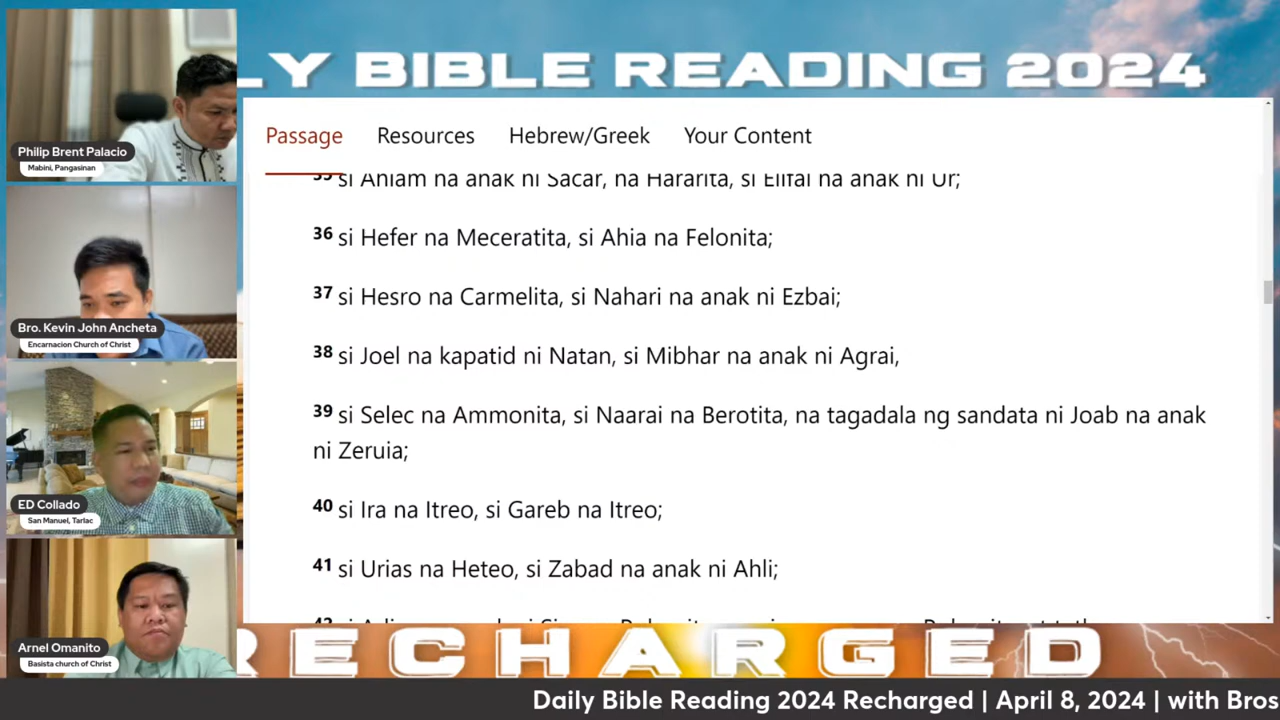 LY BIBLE READING 2024
Passage Resources Hebrew/Greek Your Content
35 si Ahiam na anak ni Sacar, na Hararita, si Elifal na anak ni Ur;
36 si Hefer na Meceratita, si Ahia na Felonita;
37 si Hesro na Carmelita, si Nahari na anak ni Ezbai;
38 si Joel na kapatid ni Natan, si Mibhar na anak ni Agrai,
39 si Selec na Ammonita, si Naarai na Berotita, na tagadala ng sandata ni Joab na anak
ni Zeruia;
40 si Ira na Itreo, si Gareb na Itreo;
41 si Urias na Heteo, si Zabad na anak ni Ahli;
42
Philip Brent Palacio
Mabini, Pangasinan
Bro. Kevin John Ancheta
Encarnacion Church of Christ
ED Collado
San Manuel, Tarlac
Arnel Omanito
Basista church of Christ
RECHARGED
Daily Bible Reading 2024 Recharged | April 8, 2024 | with Bros